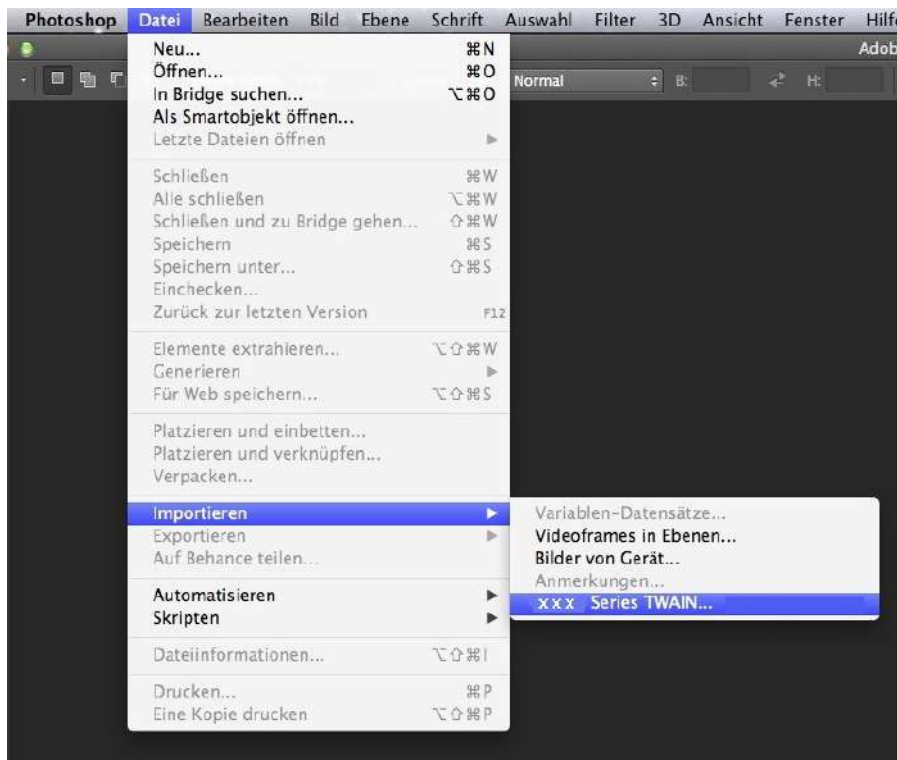 Photoshop Datei Bearbeiten Bild Ebene Schrift Auswahl Filter 3D Ansicht Fenster Hilfe
Adob
Normal B: H:
Neu... ⌘N
Öffnen... ⌘O
In Bridge suchen... ⌥⌘O
Als Smartobjekt öffnen...
Letzte Dateien öffnen
Schließen ⌘W
Alle schließen ⌥⌘W
Schließen und zu Bridge gehen... ⇧⌘W
Speichern ⌘S
Speichern unter... ⇧⌘S
Einchecken...
Zurück zur letzten Version F12
Elemente extrahieren... ⌥⇧⌘W
Generieren
Für Web speichern... ⌥⇧⌘S
Platzieren und einbetten...
Platzieren und verknüpfen...
Verpacken...
Importieren
Variablen-Datensätze...
Videoframes in Ebenen...
Bilder von Gerät...
Anmerkungen...
xxx Series TWAIN...
Exportieren
Auf Behance teilen...
Automatisieren
Skripten
Dateiinformationen... ⌥⇧⌘I
Drucken... ⌘P
Eine Kopie drucken ⌥⇧⌘P